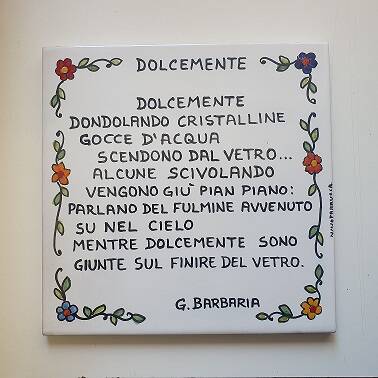 DOLCEMENTE
DOLCEMENTE
DONDOLANDO CRISTALLINE
GOCCE D'ACQUA
SCENDONO DAL VETRO...
ALCUNE SCIVOLANDO
VENGONO GIÙ PIAN PIANO:
PARLANO DEL FULMINE AVVENUTO
SU NEL CIELO
MENTRE DOLCEMENTE SONO
GIUNTE SUL FINIRE DEL VETRO.
G. BARBARIA